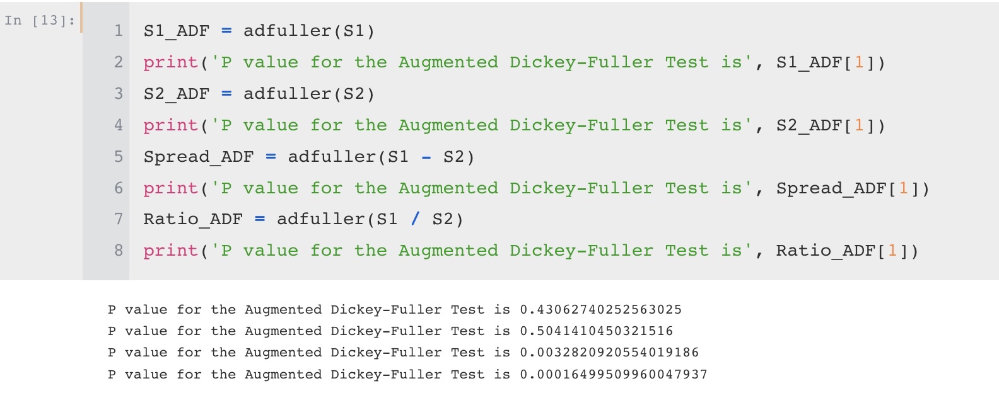 In [13]:
1 S1_ADF = adfuller(S1)
2 print('P value for the Augmented Dickey-Fuller Test is', S1_ADF[1])
3 S2_ADF = adfuller(S2)
4 print('P value for the Augmented Dickey-Fuller Test is', S2_ADF[1])
5 Spread_ADF = adfuller(S1 - S2)
6 print('P value for the Augmented Dickey-Fuller Test is', Spread_ADF[1])
7 Ratio_ADF = adfuller(S1 / S2)
8 print('P value for the Augmented Dickey-Fuller Test is', Ratio_ADF[1])
P value for the Augmented Dickey-Fuller Test is 0.43062740252563025
P value for the Augmented Dickey-Fuller Test is 0.5041410450321516
P value for the Augmented Dickey-Fuller Test is 0.0032820920554019186
P value for the Augmented Dickey-Fuller Test is 0.00016499509960047937